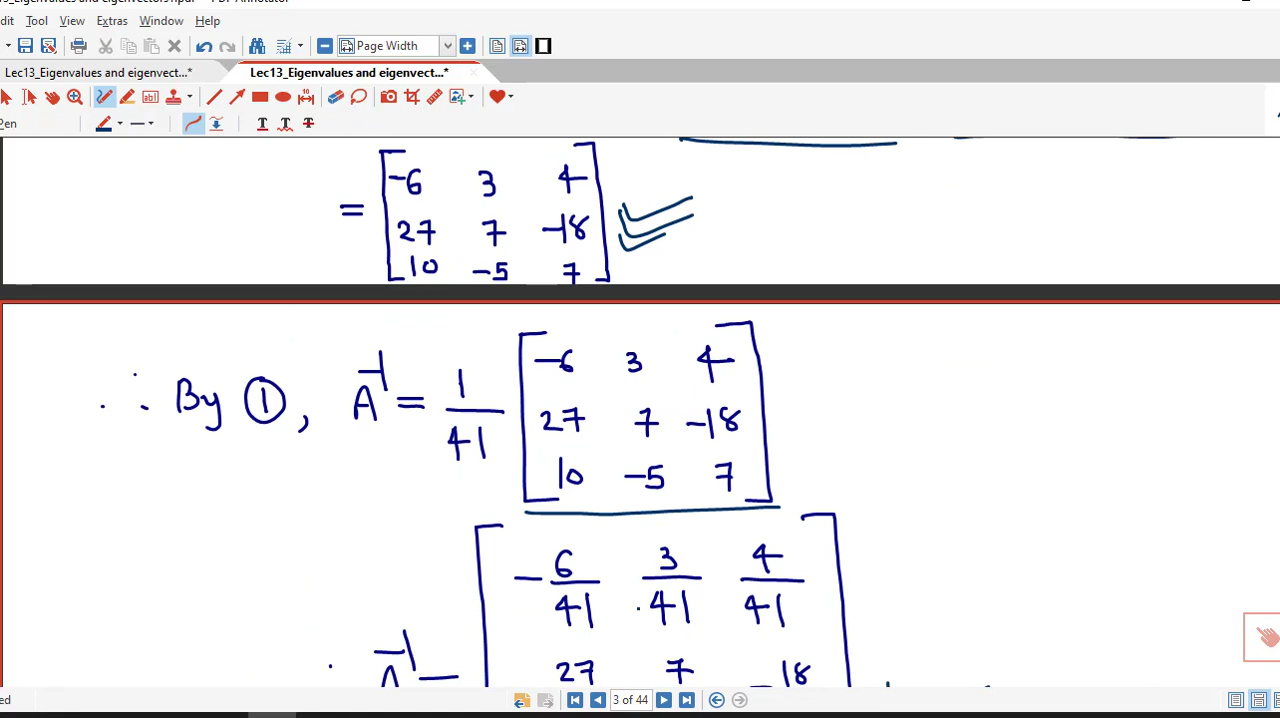 Tool View Extras Window Help
Page Width
Lec13_Eigenvalues and eigenvect...* Lec13_Eigenvalues and eigenvect...*
T T T
= [ -6 3 4
27 7 -18
10 -5 7 ]
∴ By ①, A⁻¹ = 1/41 [ -6 3 4
27 7 -18
10 -5 7 ]
-6/41 3/41 4/41
A⁻¹ = 27 7 -18
3 of 44